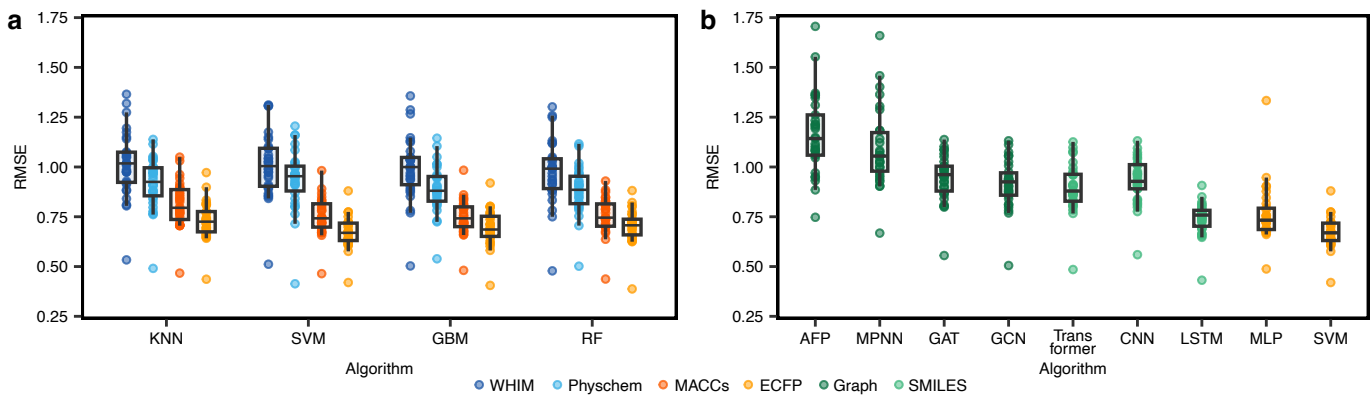 a
1.75
1.50
1.25
1.00
0.75
0.50
0.25
RMSE
KNN
SVM
GBM
RF
Algorithm
b
1.75
1.50
1.25
1.00
0.75
0.50
0.25
RMSE
AFP
MPNN
GAT
GCN
Trans
former
CNN
LSTM
MLP
SVM
Algorithm
WHIM Physchem MACCs ECFP Graph SMILES